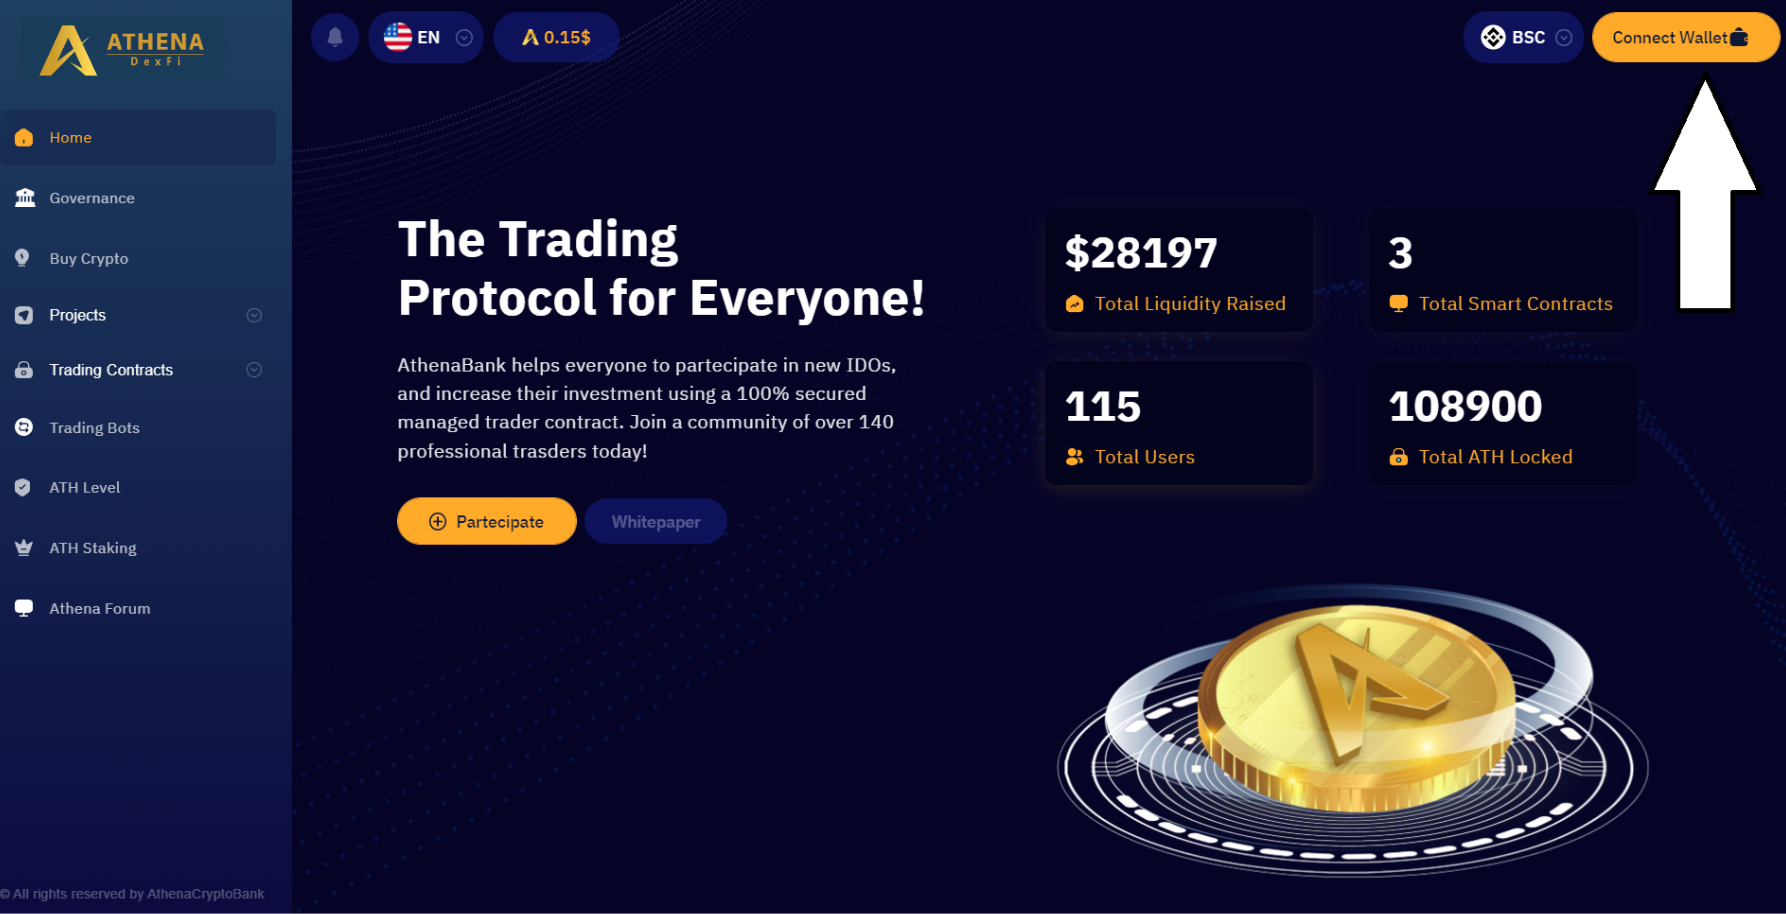 ATHENA
DexFi
EN
0.15$
BSC
Connect Wallet
Home
Governance
Buy Crypto
Projects
Trading Contracts
Trading Bots
ATH Level
ATH Staking
Athena Forum
© All rights reserved by AthenaCryptoBank
The Trading
Protocol for Everyone!
AthenaBank helps everyone to partecipate in new IDOs,
and increase their investment using a 100% secured
managed trader contract. Join a community of over 140
professional trasders today!
Partecipate
Whitepaper
$28197
Total Liquidity Raised
3
Total Smart Contracts
115
Total Users
108900
Total ATH Locked